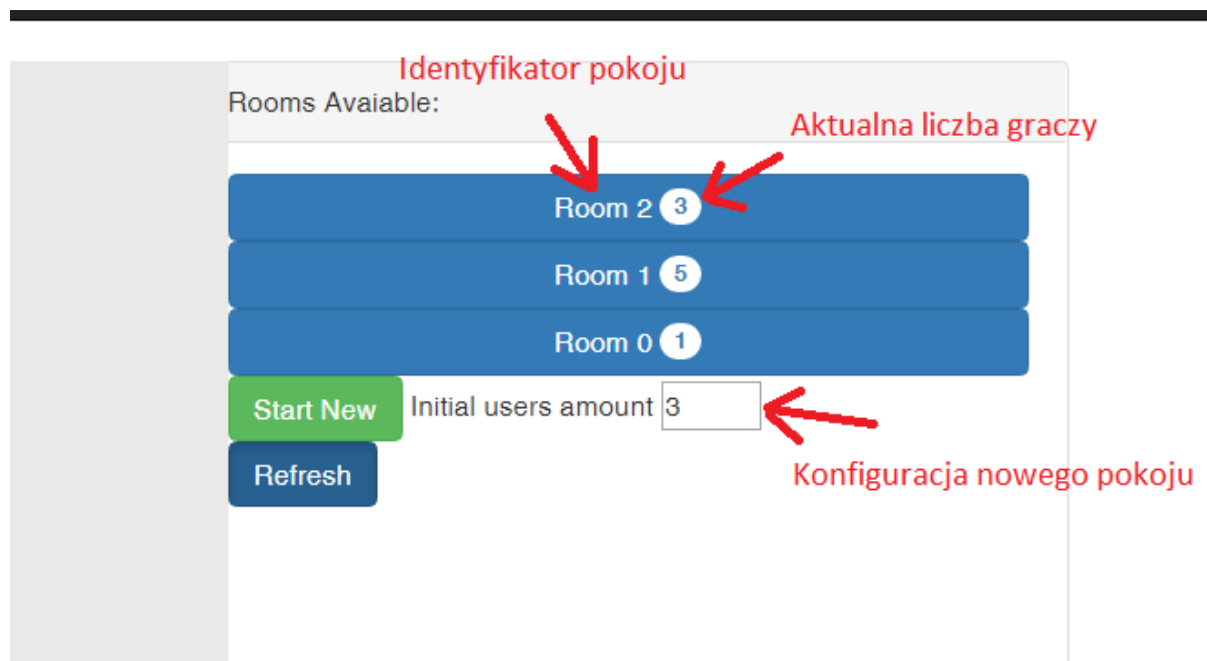 Identyfikator pokoju
Rooms Avaiable:
Aktualna liczba graczy
Room 2 3
Room 1 5
Room 0 1
Start New Initial users amount 3
Refresh
Konfiguracja nowego pokoju